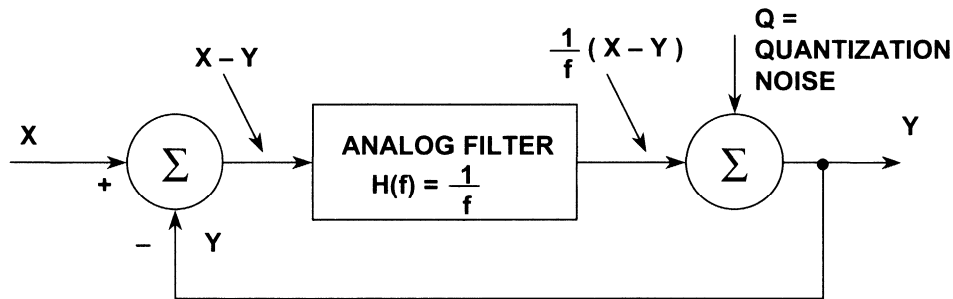 Q =
QUANTIZATION
NOISE
X – Y
1/f ( X – Y )
X
Y
Σ
ANALOG FILTER
H(f) = 1/f
Σ
+
–
Y